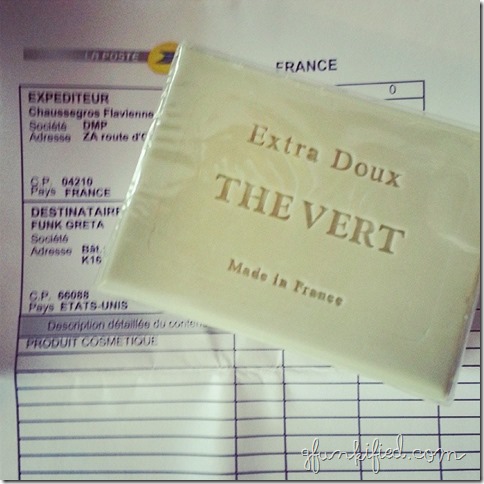 LA POSTE
FRANCE
0
EXPEDITEUR
Chaussegros Flavienne
Société DMP
Adresse ZA route
C.P. 04210
Pays FRANCE
DESTINATAIRE
FUNK GRETA
Société
Adresse Bât.
K16
C.P. 66088
Pays ETATS-UNIS
Description détaillée du
PRODUIT COSMETIQUE
Extra Doux
THE VERT
Made in France
gfunkified.com